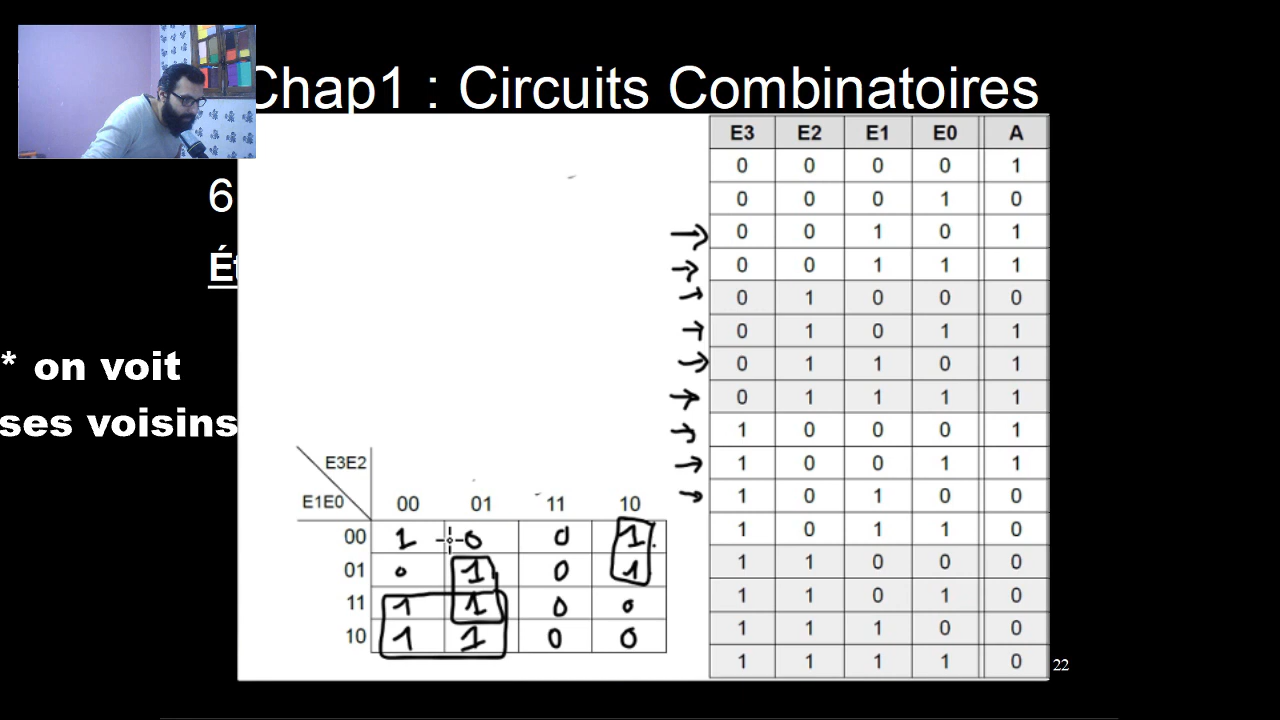 Chap1 : Circuits Combinatoires
6
Ét
* on voit
ses voisins
E3 E2 E1 E0 A
0 0 0 0 1
0 0 0 1 0
0 0 1 0 1
0 0 1 1 1
0 1 0 0 0
0 1 0 1 1
0 1 1 0 1
0 1 1 1 1
1 0 0 0 1
1 0 0 1 1
1 0 1 0 0
1 0 1 1 0
1 1 0 0 0
1 1 0 1 0
1 1 1 0 0
1 1 1 1 0
E3E2
E1E0 00 01 11 10
00 1 0 0 1
01 0 1 0 1
11 1 1 0 0
10 1 1 0 0
22